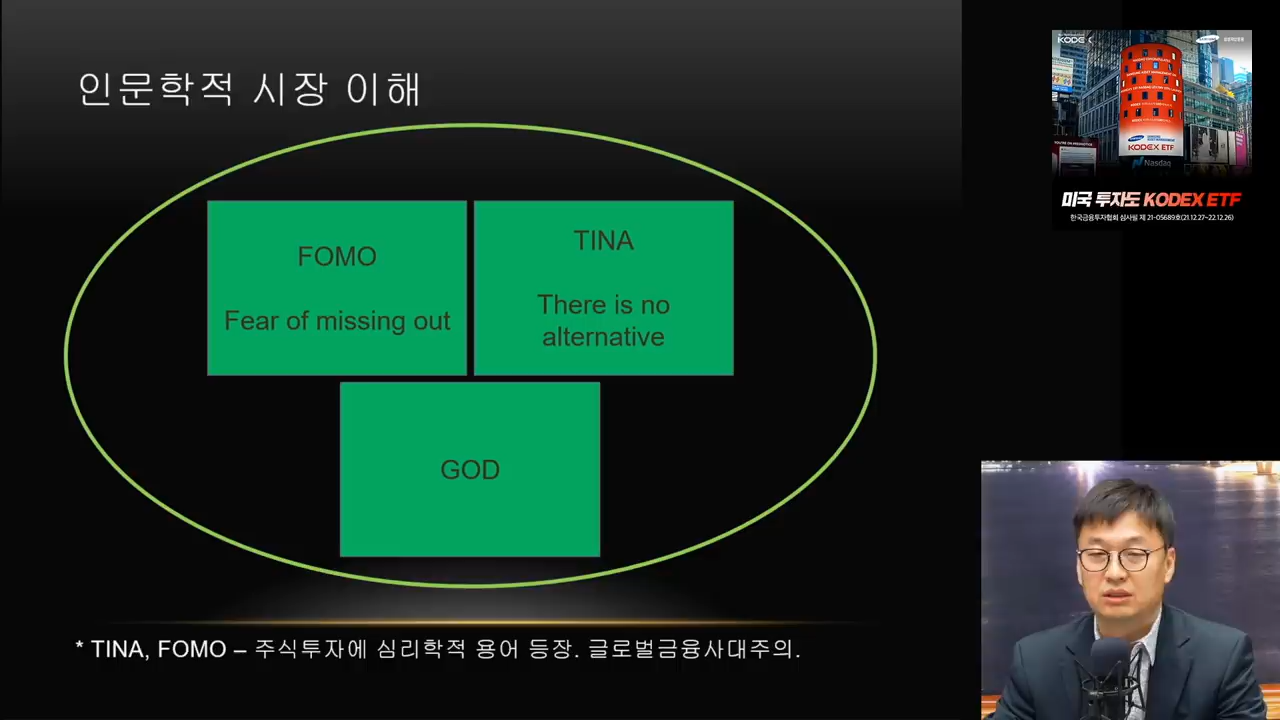 인문학적 시장 이해
FOMO
Fear of missing out
TINA
There is no
alternative
GOD
* TINA, FOMO – 주식투자에 심리학적 용어 등장. 글로벌금융사대주의.
KODEX ETF
Nasdaq
미국 투자도 KODEX ETF
한국금융투자협회 심사필 제 21-05689호(21.12.27~22.12.26)